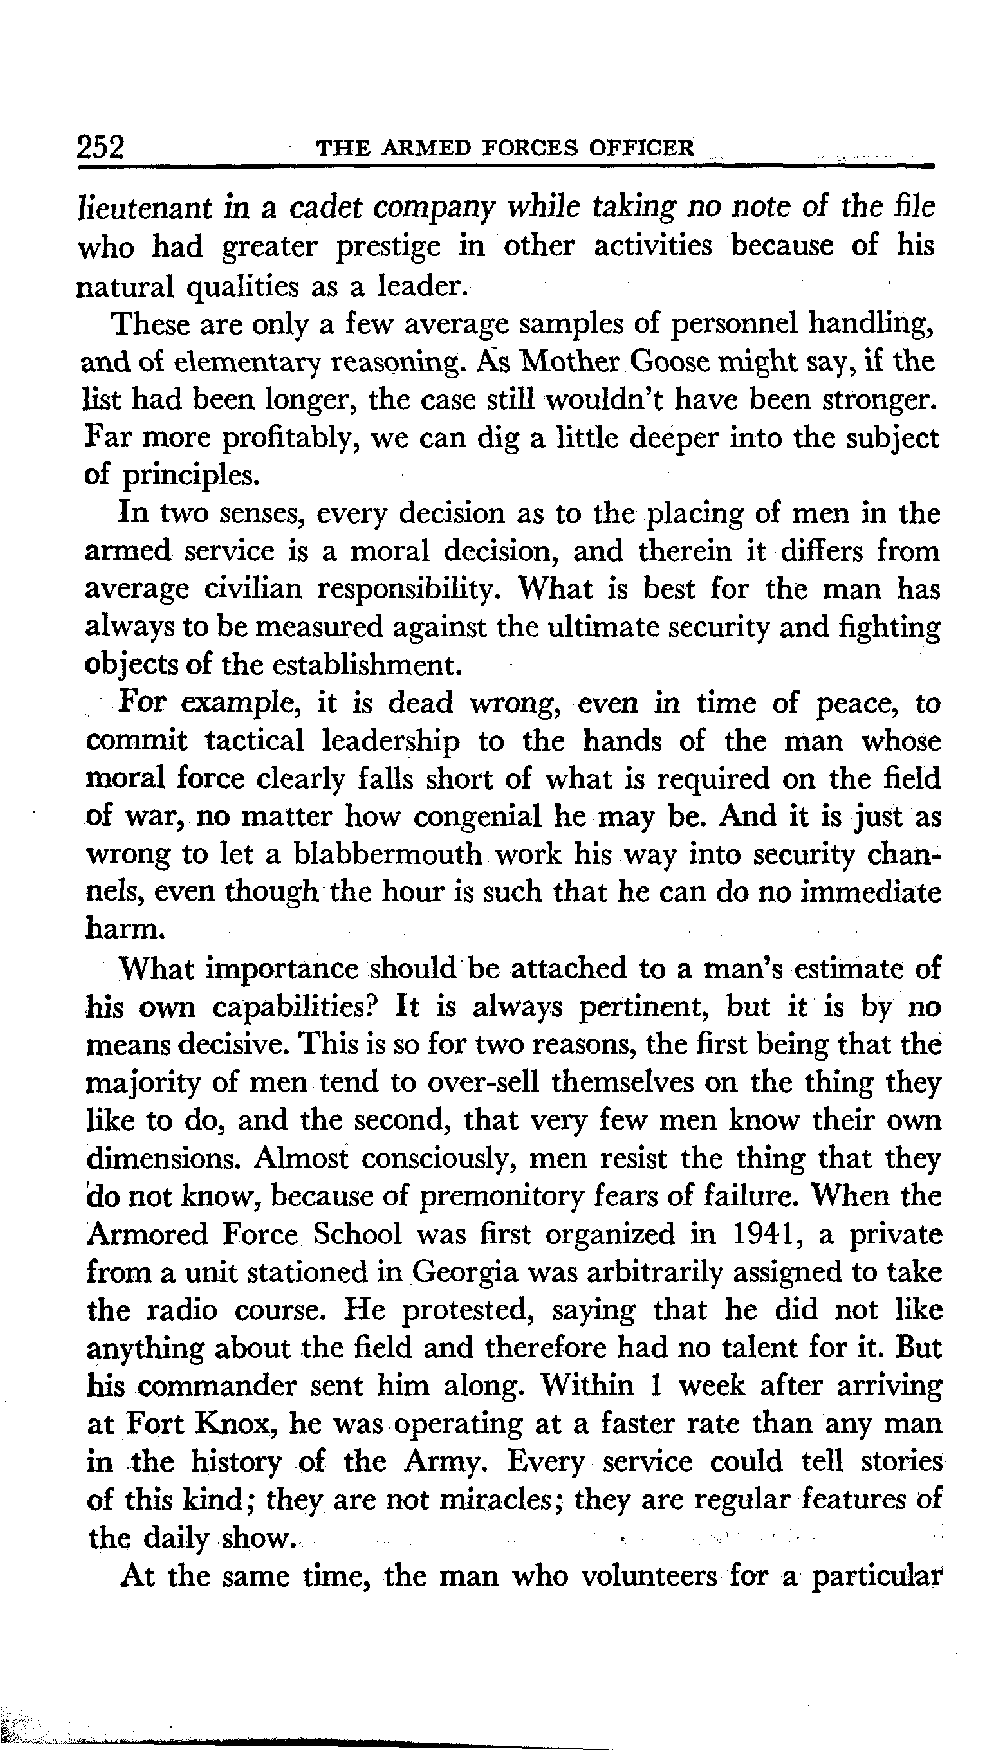 252 THE ARMED FORCES OFFICER
lieutenant in a cadet company while taking no note of the file
who had greater prestige in other activities because of his
natural qualities as a leader.
These are only a few average samples of personnel handling,
and of elementary reasoning. As Mother Goose might say, if the
list had been longer, the case still wouldn't have been stronger.
Far more profitably, we can dig a little deeper into the subject
of principles.
In two senses, every decision as to the placing of men in the
armed service is a moral decision, and therein it differs from
average civilian responsibility. What is best for the man has
always to be measured against the ultimate security and fighting
objects of the establishment.
For example, it is dead wrong, even in time of peace, to
commit tactical leadership to the hands of the man whose
moral force clearly falls short of what is required on the field
of war, no matter how congenial he may be. And it is just as
wrong to let a blabbermouth work his way into security chan-
nels, even though the hour is such that he can do no immediate
harm.
What importance should be attached to a man's estimate of
his own capabilities? It is always pertinent, but it is by no
means decisive. This is so for two reasons, the first being that the
majority of men tend to over-sell themselves on the thing they
like to do, and the second, that very few men know their own
dimensions. Almost consciously, men resist the thing that they
do not know, because of premonitory fears of failure. When the
Armored Force School was first organized in 1941, a private
from a unit stationed in Georgia was arbitrarily assigned to take
the radio course. He protested, saying that he did not like
anything about the field and therefore had no talent for it. But
his commander sent him along. Within 1 week after arriving
at Fort Knox, he was operating at a faster rate than any man
in the history of the Army. Every service could tell stories
of this kind; they are not miracles; they are regular features of
the daily show.
At the same time, the man who volunteers for a particular